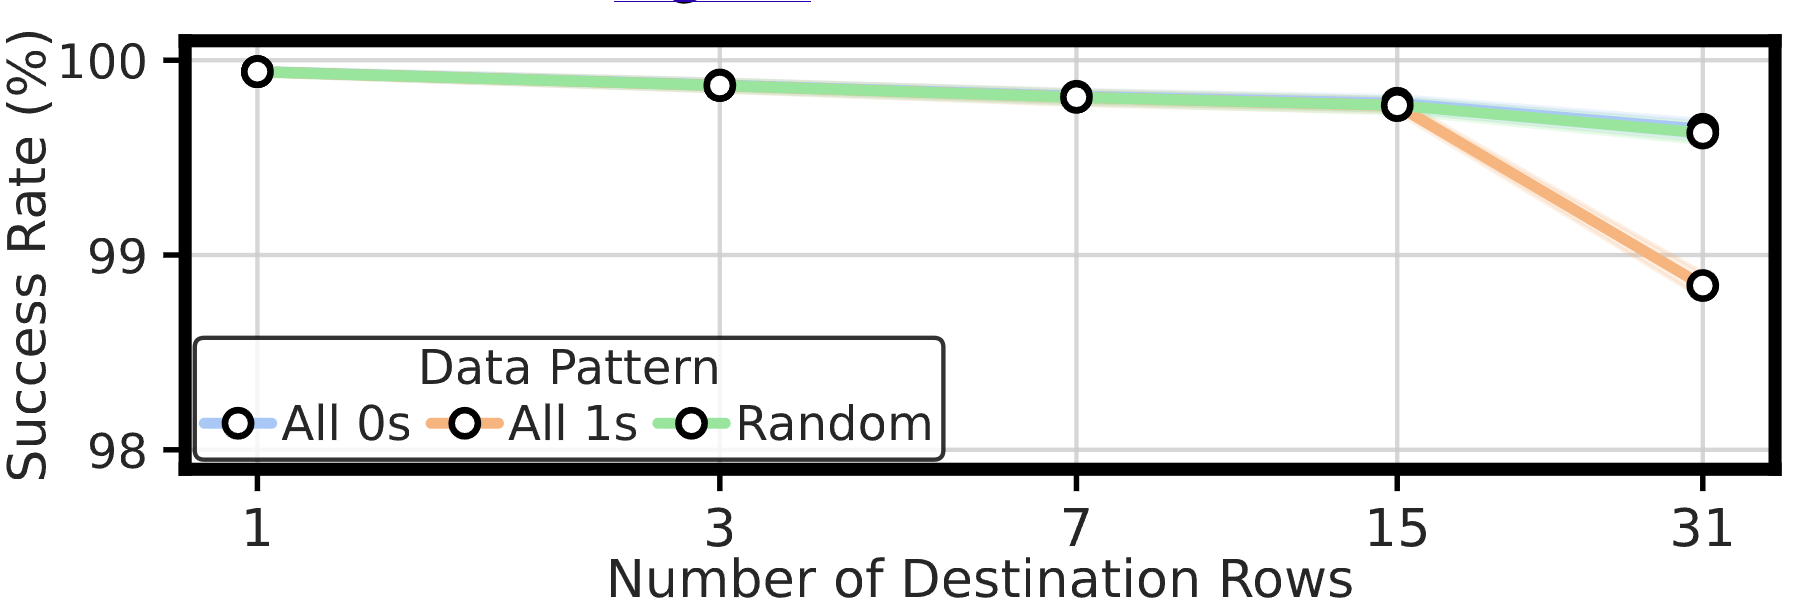 Success Rate (%)
100
99
98
Data Pattern
All 0s All 1s Random
1 3 7 15 31
Number of Destination Rows